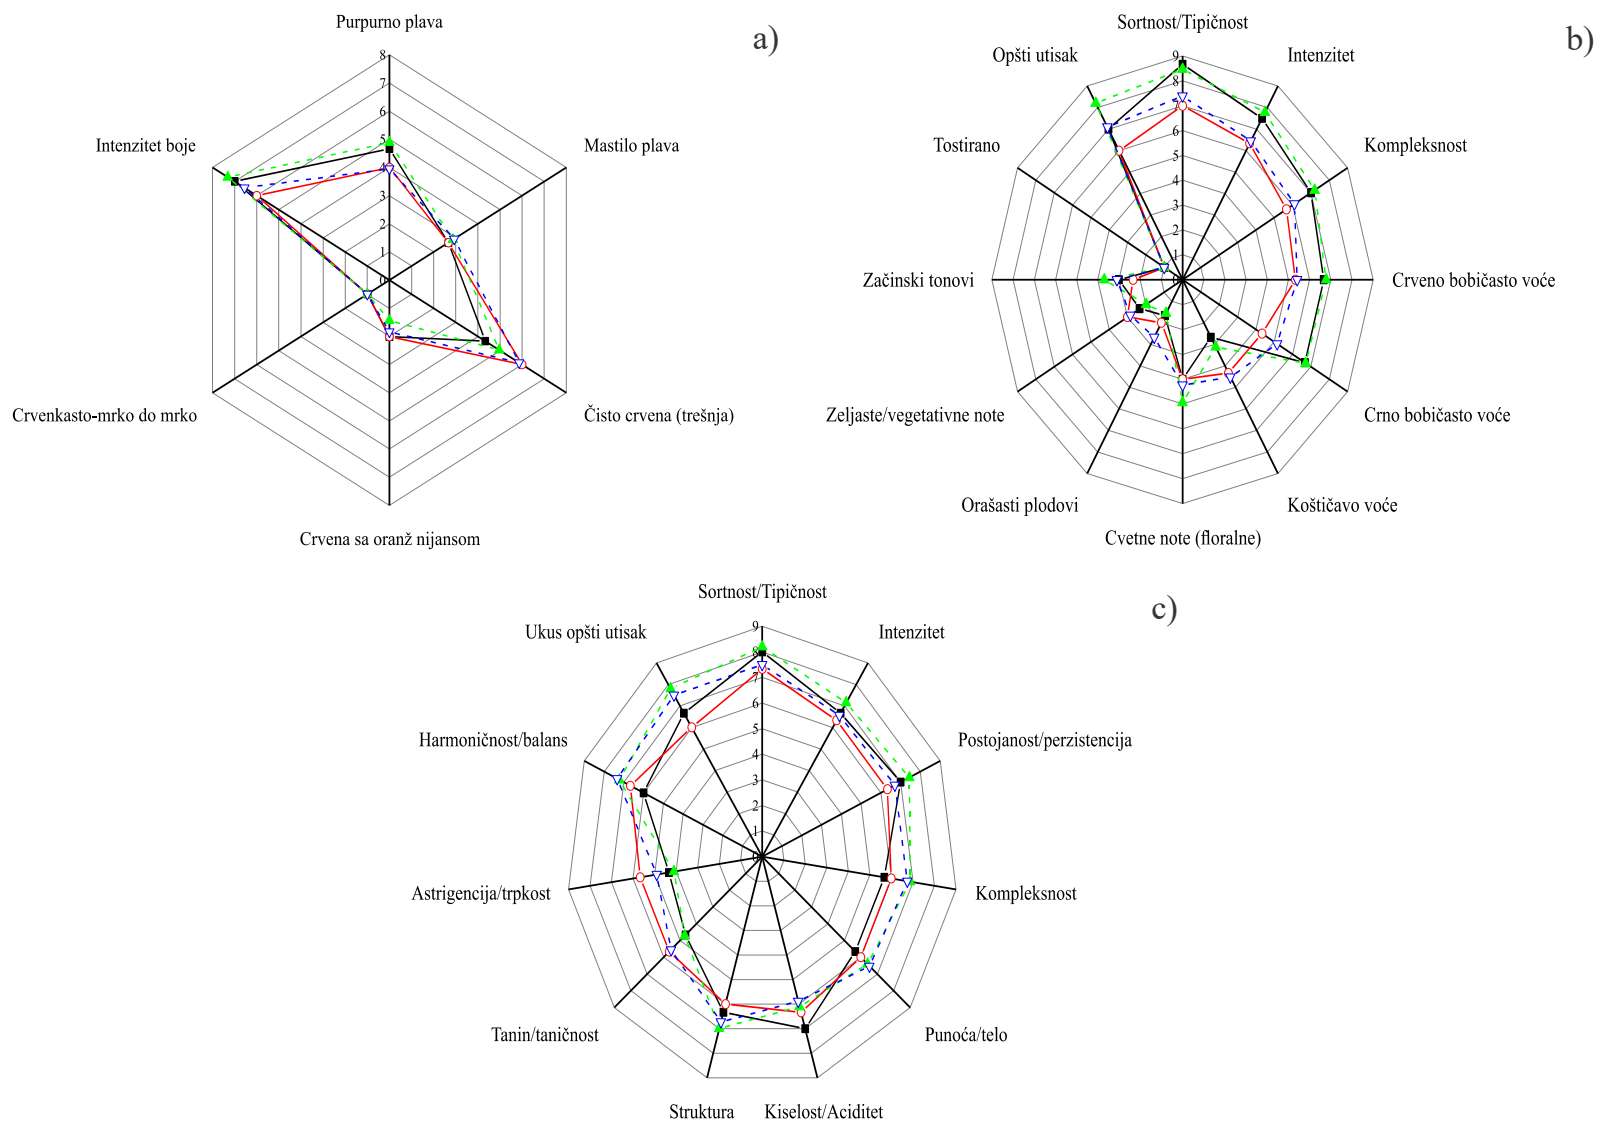 Purpurno plava
a)
8
7
6
5
4
3
2
1
0
Mastilo plava
Intenzitet boje
Crvenkasto-mrko do mrko
Čisto crvena (trešnja)
Crvena sa oranž nijansom
Sortnost/Tipičnost
b)
Opšti utisak
Intenzitet
9
8
6
5
4
3
2
1
0
Tostirano
Kompleksnost
Začinski tonovi
Crveno bobičasto voće
Zeljaste/vegetativne note
Crno bobičasto voće
Orašasti plodovi
Koštičavo voće
Cvetne note (floralne)
Sortnost/Tipičnost
c)
Ukus opšti utisak
Intenzitet
9
8
7
6
5
4
3
2
1
0
Harmoničnost/balans
Postojanost/perzistencija
Astrigencija/trpkost
Kompleksnost
Tanin/taničnost
Punoća/telo
Struktura
Kiselost/Aciditet